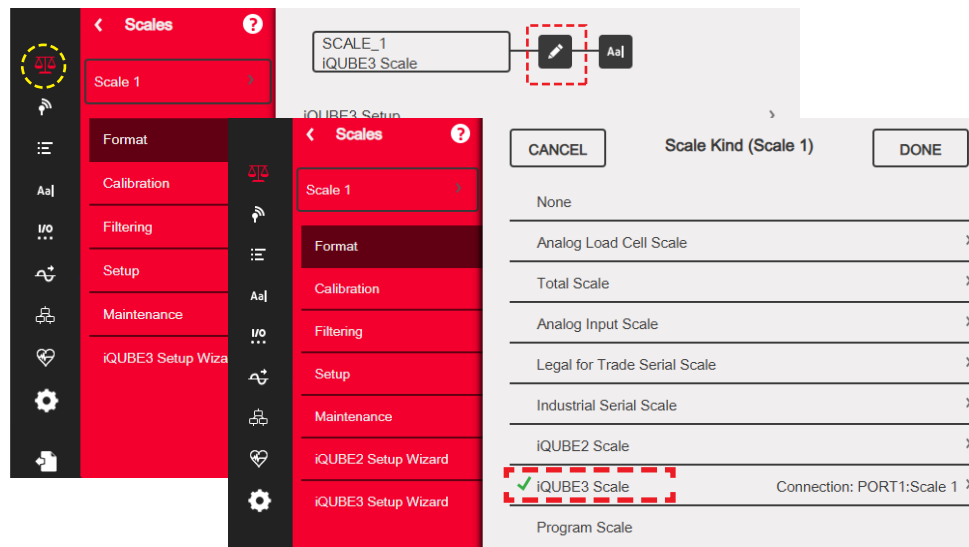 ‹ Scales ?
Scale 1 ›
Format
Calibration
Filtering
Setup
Maintenance
iQUBE3 Setup Wiza
Aa|
I/O
SCALE_1
iQUBE3 Scale
Aa|
iQUBE3 Setup ›
‹ Scales ?
Scale 1 ›
Format
Calibration
Filtering
Setup
Maintenance
iQUBE2 Setup Wizard
iQUBE3 Setup Wizard
Aa|
I/O
CANCEL Scale Kind (Scale 1) DONE
None
Analog Load Cell Scale
Total Scale
Analog Input Scale
Legal for Trade Serial Scale
Industrial Serial Scale
iQUBE2 Scale
iQUBE3 Scale Connection: PORT1:Scale 1
Program Scale